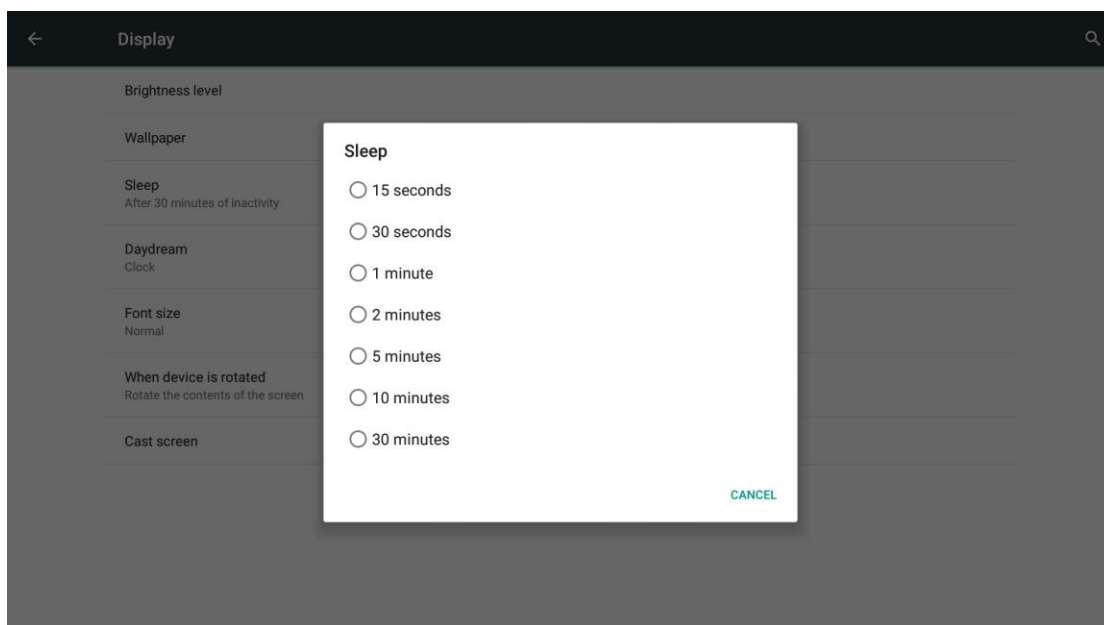 Display
Brightness level
Wallpaper
Sleep
After 30 minutes of inactivity
Daydream
Clock
Font size
Normal
When device is rotated
Rotate the contents of the screen
Cast screen
Sleep
15 seconds
30 seconds
1 minute
2 minutes
5 minutes
10 minutes
30 minutes
CANCEL